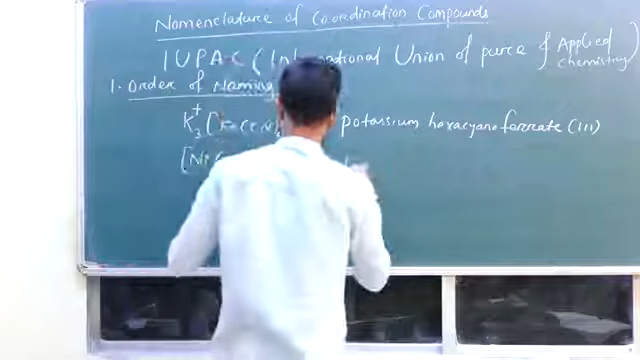 Nomenclature of Coordination Compounds
IUPAC (International Union of pure & Applied Chemistry)
1. Order of Naming
K3+ [Fe(CN)6 potassium hexacyanoferrate (III)
[Ni